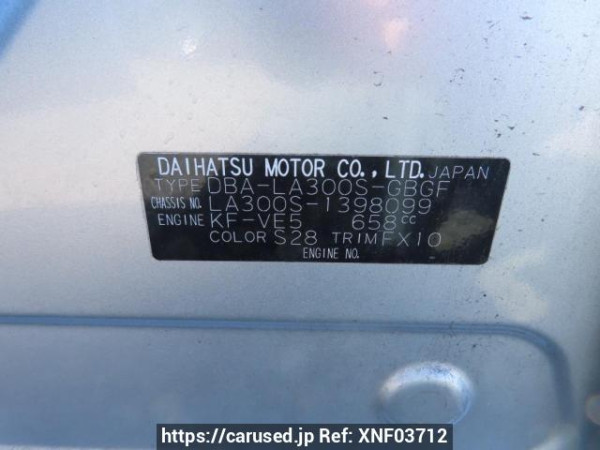 DAIHATSU MOTOR CO., LTD. JAPAN
TYPE DBA-LA300S-GBGF
CHASSIS NO. LA300S-1398099
ENGINE KF-VE5 658CC
COLOR S28 TRIM FX10
ENGINE NO.
https://carused.jp Ref: XNF03712